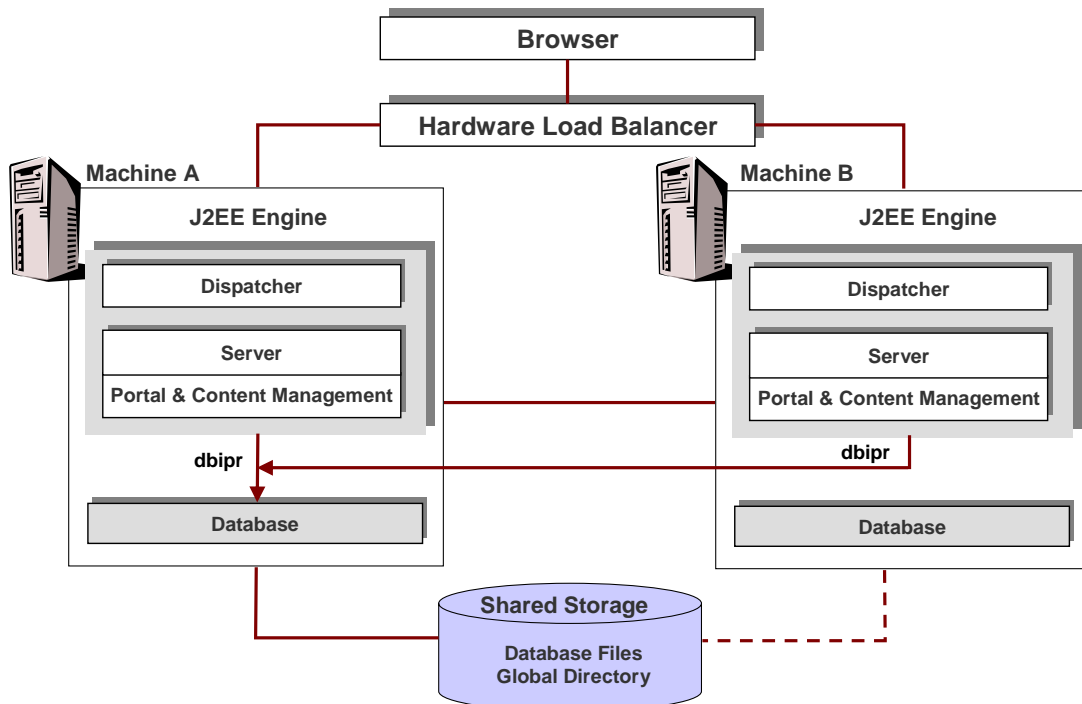 Browser
Hardware Load Balancer
Machine A
J2EE Engine
Dispatcher
Server
Portal & Content Management
dbipr
Database
Machine B
J2EE Engine
Dispatcher
Server
Portal & Content Management
dbipr
Database
Shared Storage
Database Files
Global Directory